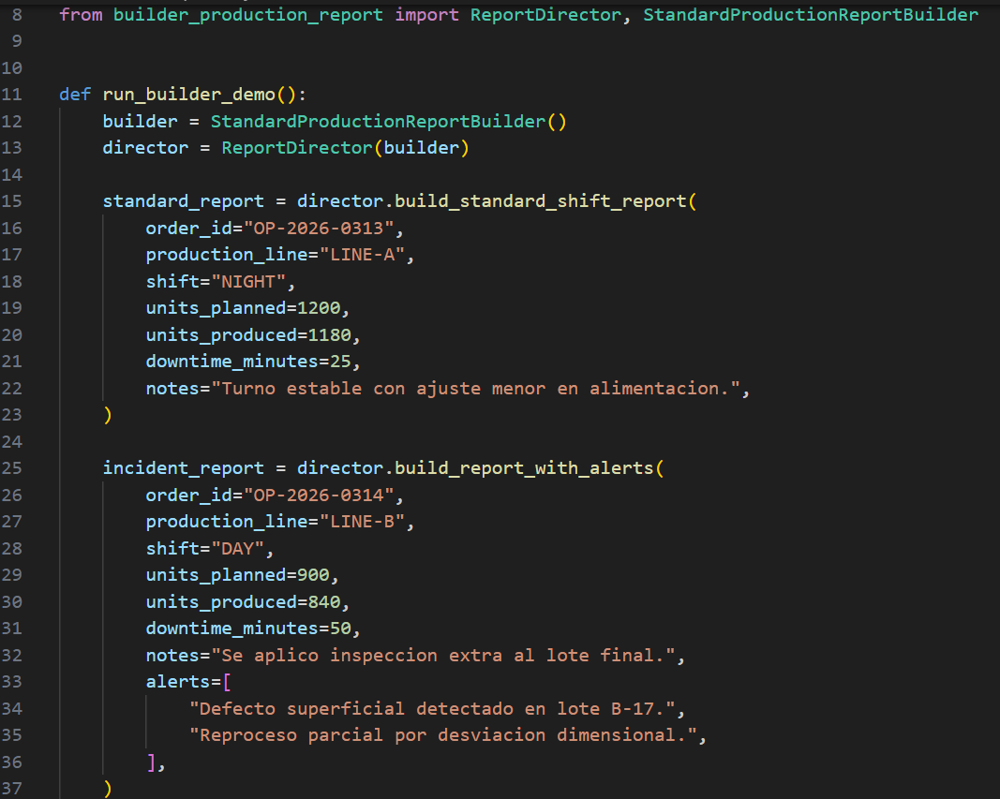 8 from builder_production_report import ReportDirector, StandardProductionReportBuilder
9
10
11 def run_builder_demo():
12     builder = StandardProductionReportBuilder()
13     director = ReportDirector(builder)
14
15     standard_report = director.build_standard_shift_report(
16         order_id="OP-2026-0313",
17         production_line="LINE-A",
18         shift="NIGHT",
19         units_planned=1200,
20         units_produced=1180,
21         downtime_minutes=25,
22         notes="Turno estable con ajuste menor en alimentacion.",
23     )
24
25     incident_report = director.build_report_with_alerts(
26         order_id="OP-2026-0314",
27         production_line="LINE-B",
28         shift="DAY",
29         units_planned=900,
30         units_produced=840,
31         downtime_minutes=50,
32         notes="Se aplico inspeccion extra al lote final.",
33         alerts=[
34             "Defecto superficial detectado en lote B-17.",
35             "Reproceso parcial por desviacion dimensional.",
36         ],
37     )